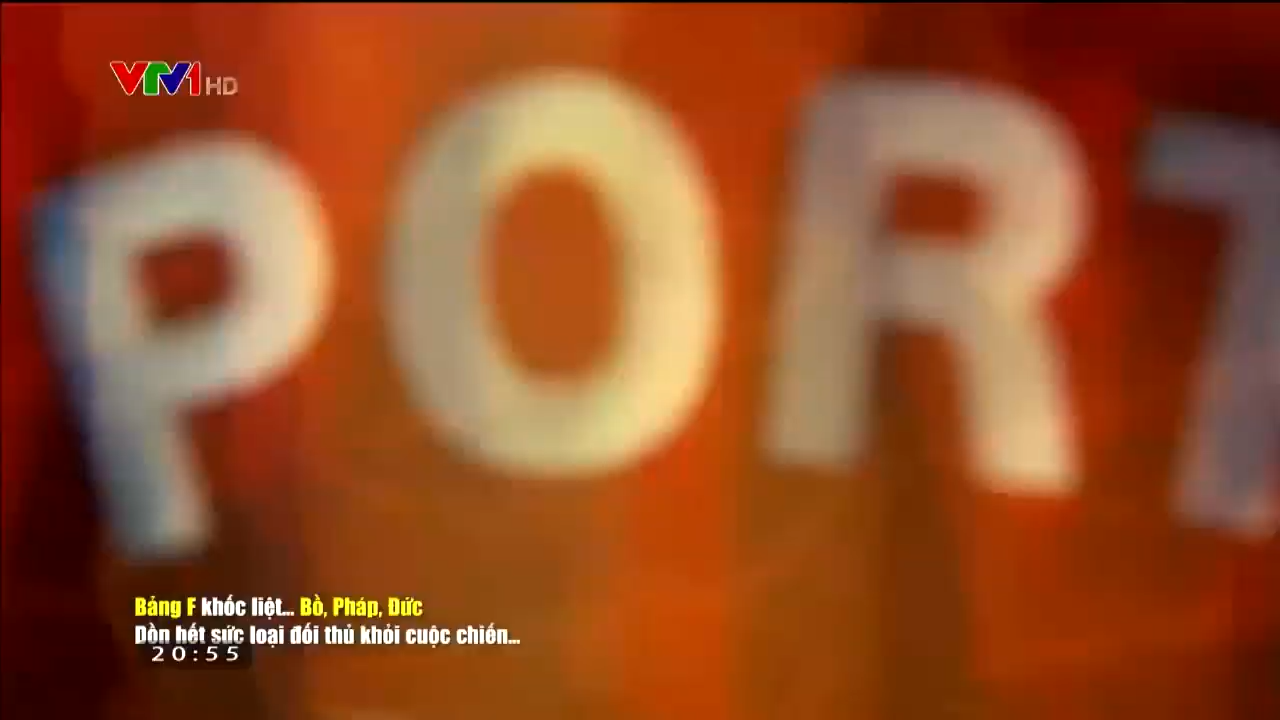 VTV1 HD
PORT
Bảng F khốc liệt... Bồ, Pháp, Đức
Dồn hết sức loại đối thủ khỏi cuộc chiến...
20:55